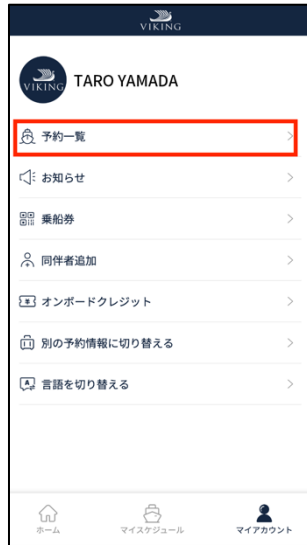 VIKING
VIKING
TARO YAMADA
予約一覧
お知らせ
乗船券
同伴者追加
オンボードクレジット
別の予約情報に切り替える
言語を切り替える
ホーム
マイスケジュール
マイアカウント